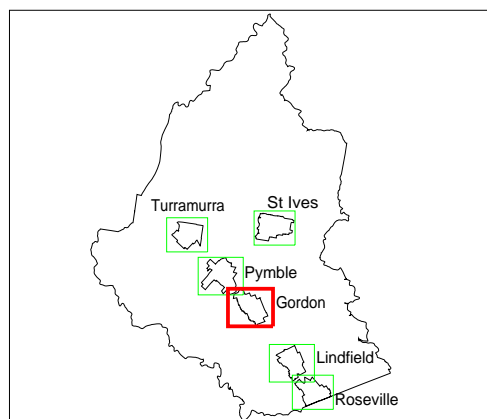 Turramurra
St Ives
Pymble
Gordon
Lindfield
Roseville